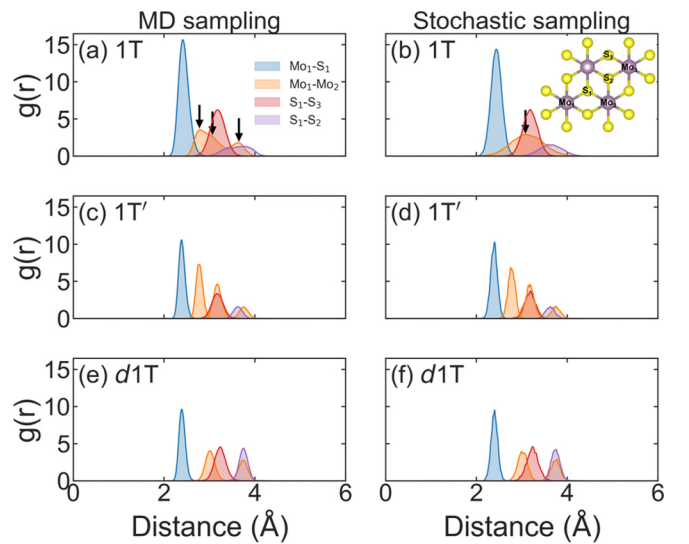 MD sampling
Stochastic sampling
g(r)
15
10
5
0
(a) 1T
Mo₁-S₁
Mo₁-Mo₂
S₁-S₃
S₁-S₂
(b) 1T
S₃
Mo₁
S₂
S₁
g(r)
15
10
5
0
(c) 1T′
(d) 1T′
g(r)
15
10
5
0
(e) d1T
(f) d1T
0 2 4 6
0 2 4 6
Distance (Å)
Distance (Å)